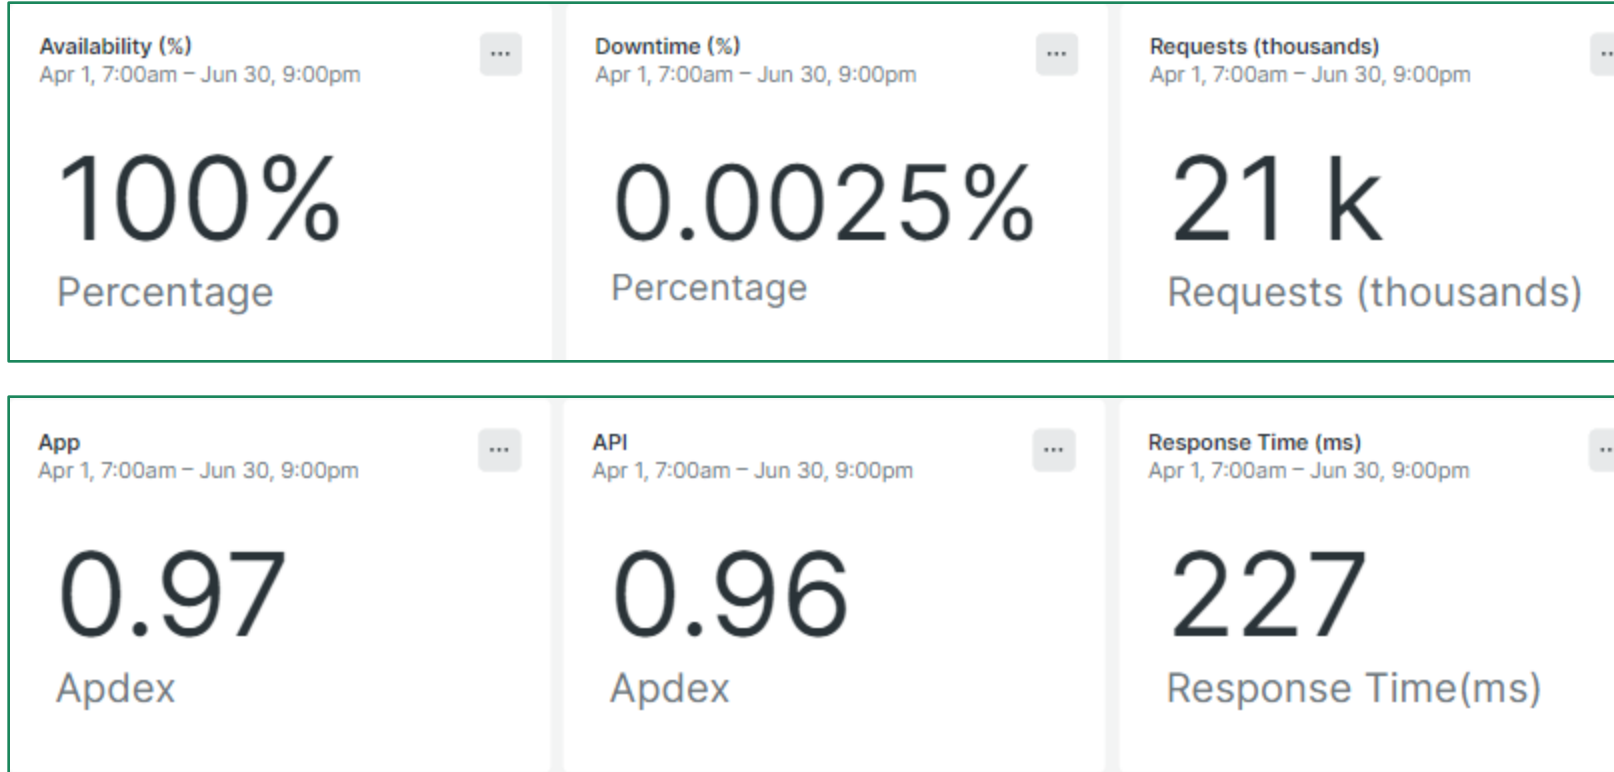 Availability (%)
Apr 1, 7:00am – Jun 30, 9:00pm
...
100%
Percentage
Downtime (%)
Apr 1, 7:00am – Jun 30, 9:00pm
...
0.0025%
Percentage
Requests (thousands)
Apr 1, 7:00am – Jun 30, 9:00pm
21 k
Requests (thousands)
App
Apr 1, 7:00am – Jun 30, 9:00pm
...
0.97
Apdex
API
Apr 1, 7:00am – Jun 30, 9:00pm
...
0.96
Apdex
Response Time (ms)
Apr 1, 7:00am – Jun 30, 9:00pm
227
Response Time(ms)